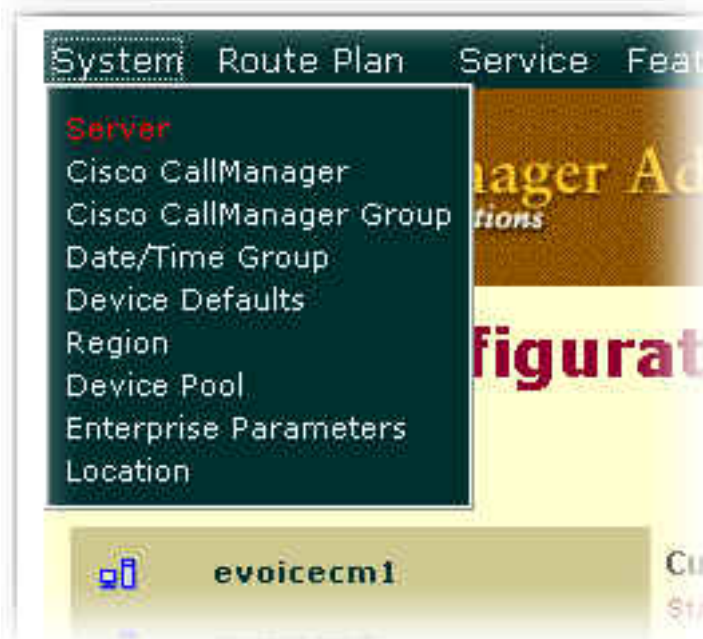 System Route Plan Service Feat
Server
Cisco CallManager
Cisco CallManager Group
Date/Time Group
Device Defaults
Region
Device Pool
Enterprise Parameters
Location
nager Ad
tions
figurat
evoicecm1
Cu
Sta